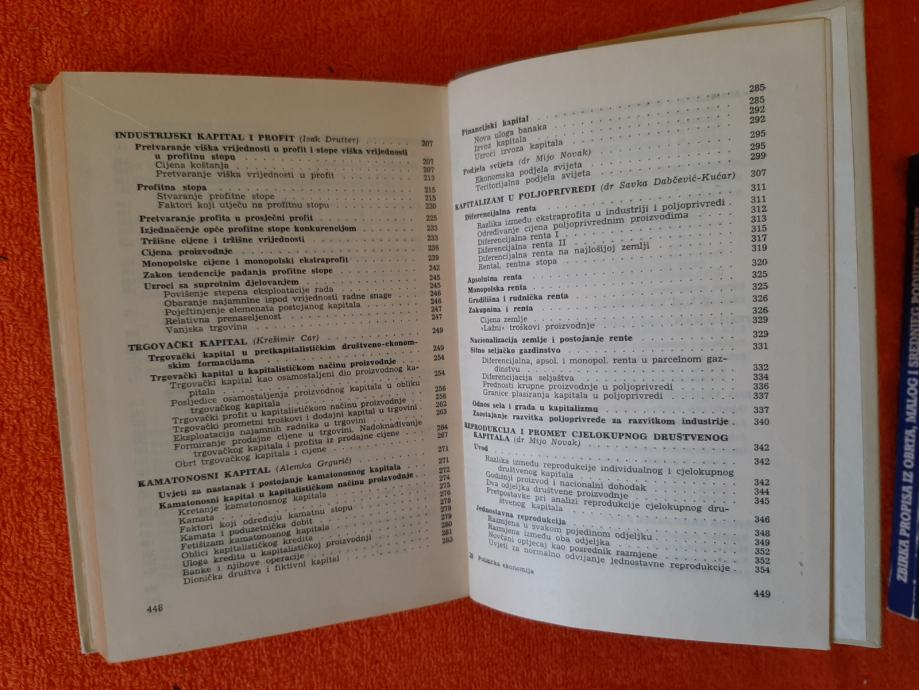 INDUSTRIJSKI KAPITAL I PROFIT (Isak Drutter) 207
Pretvaranje viška vrijednosti u profit i stope viška vrijednosti
u profitnu stopu 207
Cijena koštanja 207
Pretvaranje viška vrijednosti u profit 213
Profitna stopa 215
Stvaranje profitne stope 215
Faktori koji utječu na profitnu stopu 230
Pretvaranje profita u prosječni profit 225
Izjednačenje opće profitne stope konkurencijom 233
Tržišne cijene i tržišne vrijednosti 233
Cijena proizvodnje 236
Monopolske cijene i monopolski ekstraprofit 239
Zakon tendencije padanja profitne stope 242
Uzroci sa suprotnim djelovanjem 245
Povišenje stepena eksploatacije rada 245
Obaranje najamnine ispod vrijednosti radne snage 246
Pojeftinjenje elemenata postojanog kapitala 246
Relativna prenaseljenost 247
Vanjska trgovina 247
TRGOVAČKI KAPITAL (Krešimir Car) 249
Trgovački kapital u pretkapitalističkim društveno-ekonom-
skim formacijama 249
Trgovački kapital u kapitalističkom načinu proizvodnje 254
Trgovački kapital kao osamostaljeni dio proizvodnog ka-
pitala 254
Posljedice osamostaljenja proizvodnog kapitala u obliku
trgovačkog kapitala 256
Trgovački profit u kapitalističkom načinu proizvodnje 258
Trgovački prometni troškovi i dodajni kapital u trgovini 262
Eksploatacija najamnih radnika u trgovini 263
Formiranje prodajne cijene u trgovini. Nadoknađivanje
trgovačkog kapitala i profita iz prodajne cijene 264
Obrt trgovačkog kapitala i cijene 267
KAMATONOSNI KAPITAL (Alemka Grgurić) 271
Uvjeti za nastanak i postojanje kamatonosnog kapitala 271
Kamatonosni kapital u kapitalističkom načinu proizvodnje 272
Kretanje kamatonosnog kapitala 274
Kamata 275
Faktori koji određuju kamatnu stopu 276
Kamata i poduzetnička dobit 278
Fetišizam kamatonosnog kapitala 279
Oblici kapitalističkog kredita 279
Uloga kredita u kapitalističkoj proizvodnji 280
Banke i njihove operacije 281
Dionička društva i fiktivni kapital 283
448
Financijski kapital 285
Nova uloga banaka 285
Izvoz kapitala 292
Uzroci izvoza kapitala 292
Podjela svijeta (dr Mijo Novak) 295
Ekonomska podjela svijeta 295
Teritorijalna podjela svijeta 299
KAPITALIZAM U POLJOPRIVREDI (dr Savka Dabčević-Kučar) 307
Diferencijalna renta 311
Razlika između ekstraprofita u industriji i poljoprivredi 311
Određivanje cijena poljoprivrednim proizvodima 312
Diferencijalna renta I 313
Diferencijalna renta II 315
Diferencijalna renta na najlošijoj zemlji 317
Rental, rentna stopa 319
Apsolutna renta 320
Monopolska renta 325
Gradilišna i rudnička renta 325
Zakupnina i renta 326
Cijena zemlje 326
»Lažni« troškovi proizvodnje 329
Nacionalizacija zemlje i postojanje rente 329
Sitno seljačko gazdinstvo 331
Diferencijalna, apsol. i monopol. renta u parcelnom gaz-
dinstvu 332
Diferencijacija seljaštva 334
Prednosti krupne proizvodnje u poljoprivredi 336
Granice plasiranja kapitala u poljoprivredi 337
Odnos sela i grada u kapitalizmu 337
Zaostajanje razvitka poljoprivrede za razvitkom industrije 340
REPRODUKCIJA I PROMET CJELOKUPNOG DRUŠTVENOG
KAPITALA (dr Mijo Novak) 342
Uvod 342
Razlika između reprodukcije individualnog i cjelokupnog
društvenog kapitala 342
Godišnji proizvod i nacionalni dohodak 342
Dva odjeljka društvene proizvodnje 344
Pretpostavke pri analizi reprodukcije cjelokupnog dru-
štvenog kapitala 345
Jednostavna reprodukcija 346
Razmjena u svakom pojedinom odjeljku 348
Razmjena između oba odjeljka 349
Novčani optjecaj kao posrednik razmjene 352
Uvjeti za normalno odvijanje jednostavne reprodukcije 352
354
Politička ekonomija
449
ZBIRKA PROPISA IZ OBRTA, MALOG I SREDNJEG